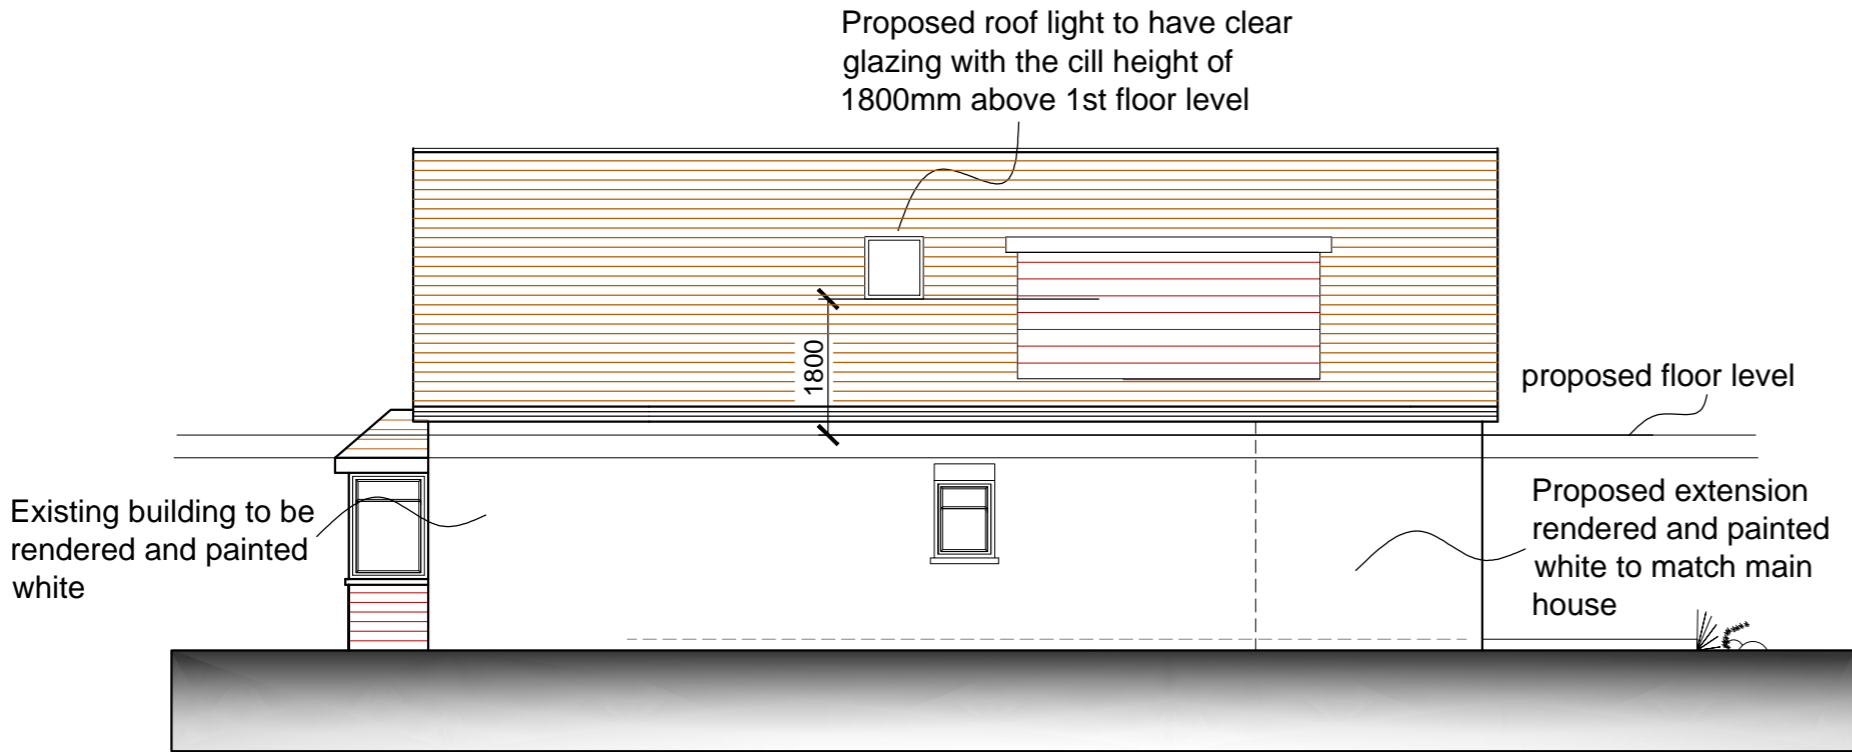 Proposed roof light to have clear
glazing with the cill height of
1800mm above 1st floor level
1800
proposed floor level
Existing building to be
rendered and painted
white
Proposed extension
rendered and painted
white to match main
house